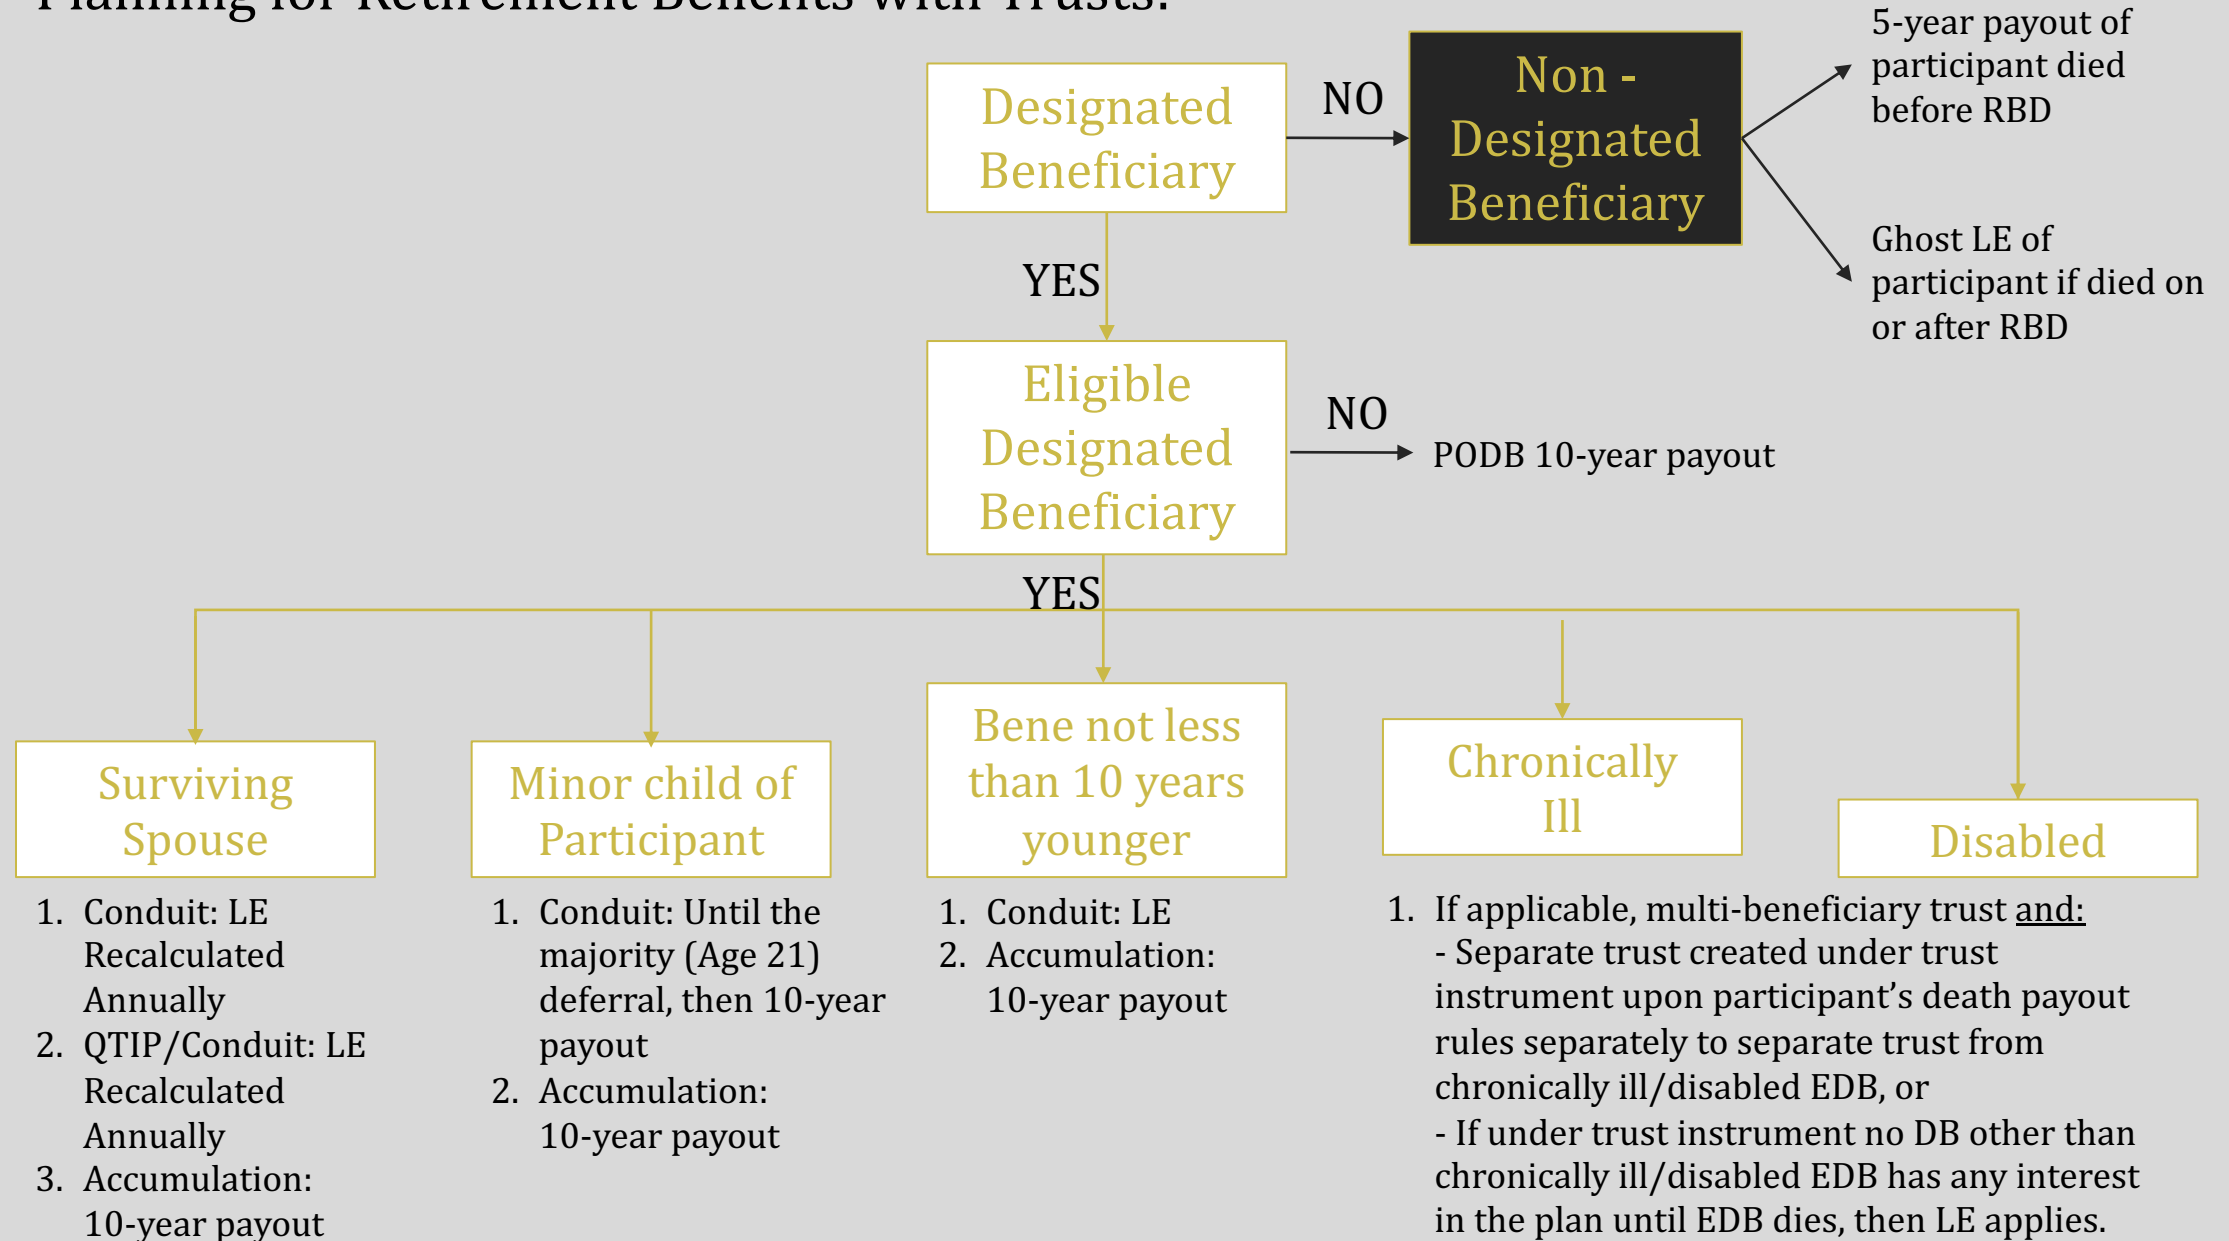 Planning for Retirement Benefits with Trusts:
5-year payout of
participant died
before RBD
Designated
Beneficiary
NO
Non -
Designated
Beneficiary
Ghost LE of
participant if died on
or after RBD
YES
Eligible
Designated
Beneficiary
NO
PODB 10-year payout
YES
Surviving
Spouse
1. Conduit: LE
Recalculated
Annually
2. QTIP/Conduit: LE
Recalculated
Annually
3. Accumulation:
10-year payout
Minor child of
Participant
1. Conduit: Until the
majority (Age 21)
deferral, then 10-year
payout
2. Accumulation:
10-year payout
Bene not less
than 10 years
younger
1. Conduit: LE
2. Accumulation:
10-year payout
Chronically
Ill
Disabled
1. If applicable, multi-beneficiary trust and:
- Separate trust created under trust
instrument upon participant’s death payout
rules separately to separate trust from
chronically ill/disabled EDB, or
- If under trust instrument no DB other than
chronically ill/disabled EDB has any interest
in the plan until EDB dies, then LE applies.